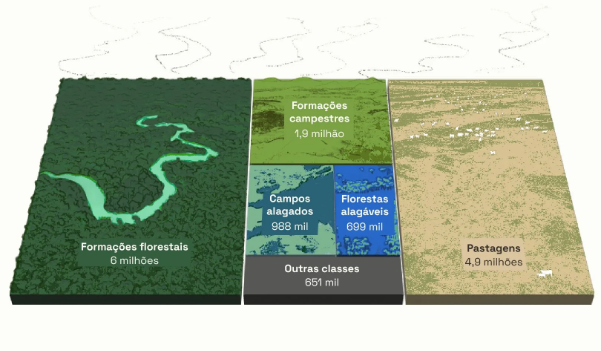 Formações
campestres
1,9 milhão
Campos
alagados
988 mil
Florestas
alagáveis
699 mil
Formações florestais
6 milhões
Pastagens
4,9 milhões
Outras classes
651 mil